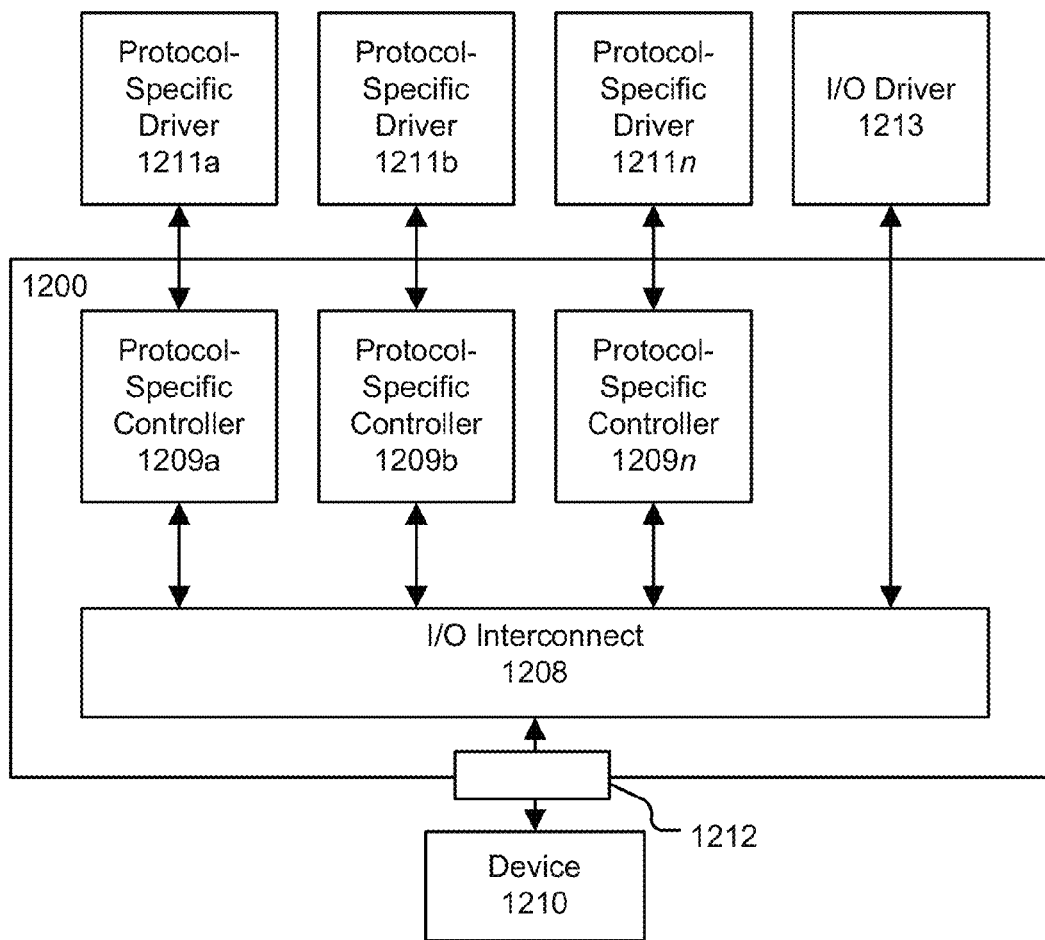 Protocol-
Specific
Driver
1211a
Protocol-
Specific
Driver
1211b
Protocol-
Specific
Driver
1211n
I/O Driver
1213
1200
Protocol-
Specific
Controller
1209a
Protocol-
Specific
Controller
1209b
Protocol-
Specific
Controller
1209n
I/O Interconnect
1208
1212
Device
1210